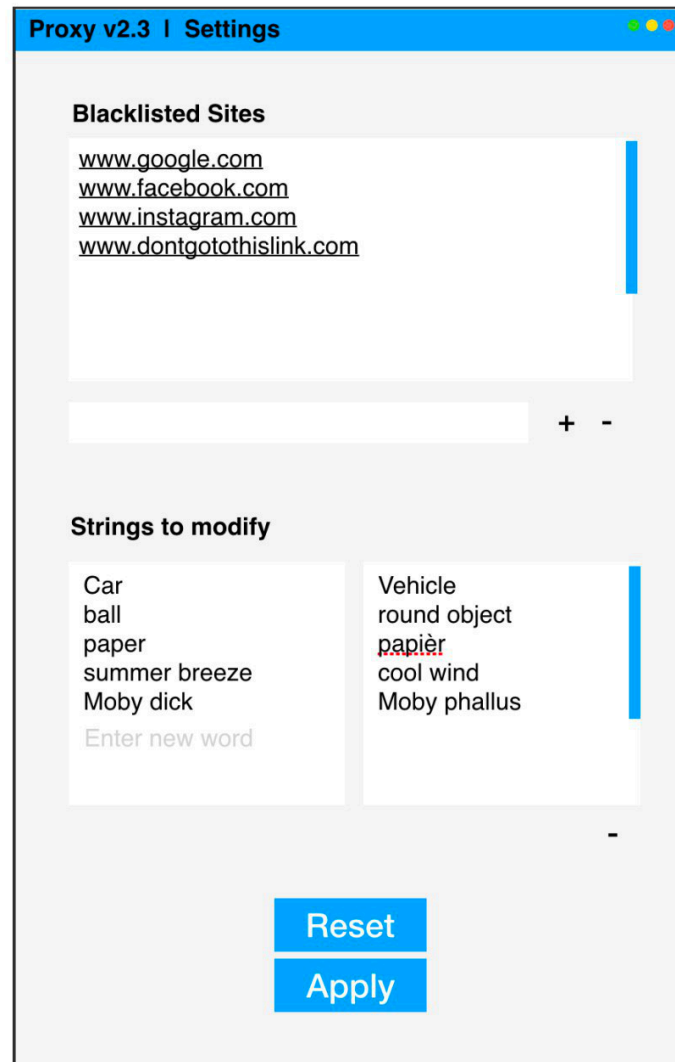 Proxy v2.3 | Settings
Blacklisted Sites
www.google.com
www.facebook.com
www.instagram.com
www.dontgotothislink.com
+ -
Strings to modify
Car Vehicle
ball round object
paper papièr
summer breeze cool wind
Moby dick Moby phallus
Enter new word
-
Reset
Apply